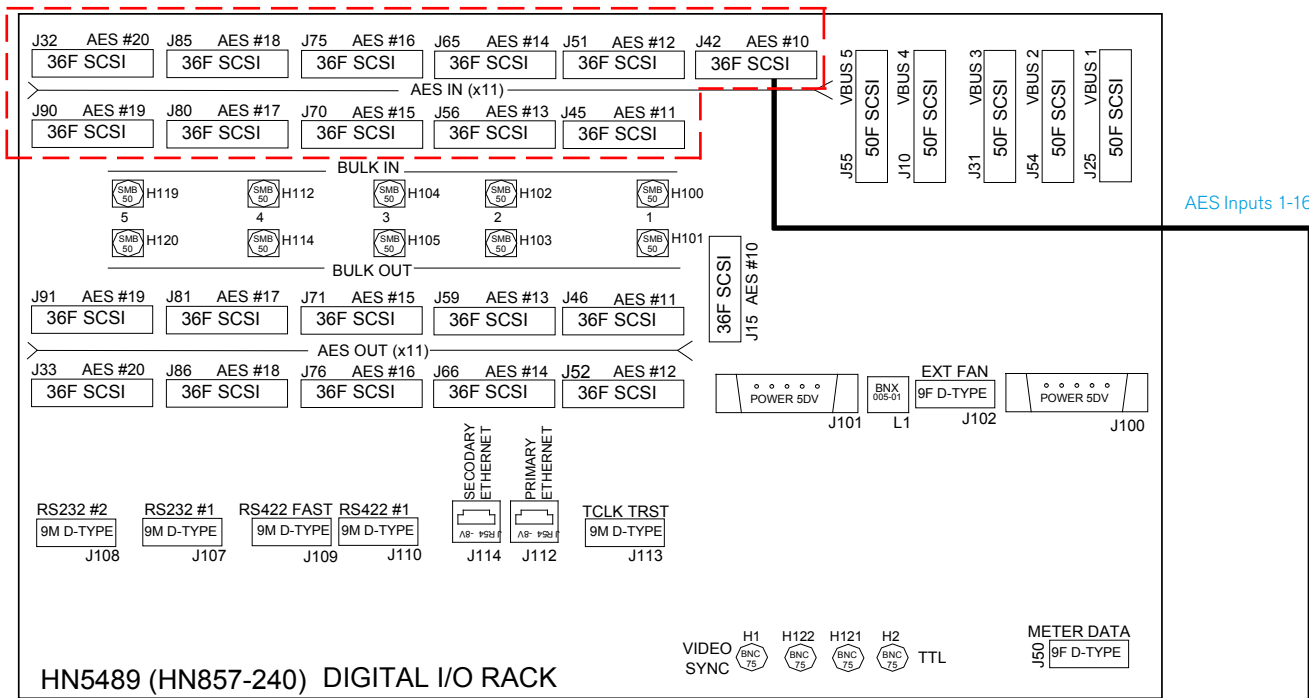 J32 AES #20 J85 AES #18 J75 AES #16 J65 AES #14 J51 AES #12 J42 AES #10
36F SCSI 36F SCSI 36F SCSI 36F SCSI 36F SCSI 36F SCSI
AES IN (x11)
J90 AES #19 J80 AES #17 J70 AES #15 J56 AES #13 J45 AES #11
36F SCSI 36F SCSI 36F SCSI 36F SCSI 36F SCSI
J55 VBUS 5 50F SCSI
J10 VBUS 4 50F SCSI
J31 VBUS 3 50F SCSI
J54 VBUS 2 50F SCSI
J25 VBUS 1 50F SCSI
AES Inputs 1-16
BULK IN
SMB 50 H119 SMB 50 H112 SMB 50 H104 SMB 50 H102 SMB 50 H100
5 4 3 2 1
SMB 50 H120 SMB 50 H114 SMB 50 H105 SMB 50 H103 SMB 50 H101
BULK OUT
J91 AES #19 J81 AES #17 J71 AES #15 J59 AES #13 J46 AES #11
36F SCSI 36F SCSI 36F SCSI 36F SCSI 36F SCSI
36F SCSI
J15 AES #10
AES OUT (x11)
J33 AES #20 J86 AES #18 J76 AES #16 J66 AES #14 J52 AES #12
36F SCSI 36F SCSI 36F SCSI 36F SCSI 36F SCSI
EXT FAN
POWER 5DV BNX 005-01 9F D-TYPE POWER 5DV
J101 L1 J102 J100
SECODARY ETHERNET
PRIMARY ETHERNET
RS232 #2 RS232 #1 RS422 FAST RS422 #1 TCLK TRST
9M D-TYPE 9M D-TYPE 9M D-TYPE 9M D-TYPE J RS54 -8V J RS54 -8V 9M D-TYPE
J108 J107 J109 J110 J114 J112 J113
VIDEO SYNC
H1 H122 H121 H2
BNC 75 BNC 75 BNC 75 BNC 75 TTL
METER DATA
J50 9F D-TYPE
HN5489 (HN857-240) DIGITAL I/O RACK